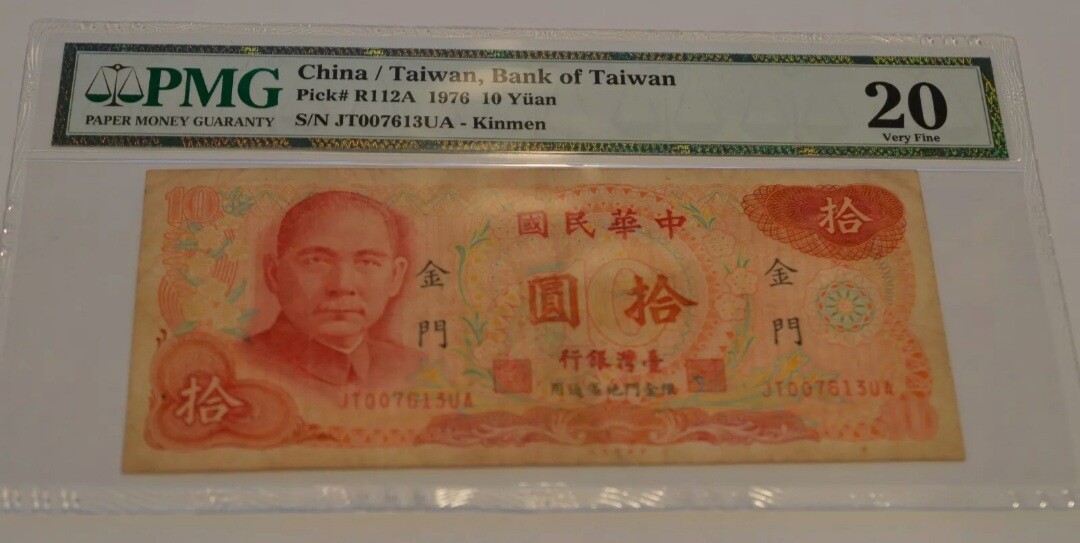 PMG
PAPER MONEY GUARANTY
China / Taiwan, Bank of Taiwan
Pick# R112A 1976 10 Yüan
S/N JT007613UA - Kinmen
20
Very Fine
10
國民華中
拾
金門
圓拾
10
金門
行銀灣臺
用通區地門金限
JT007613UA
JT007613UA
拾
10